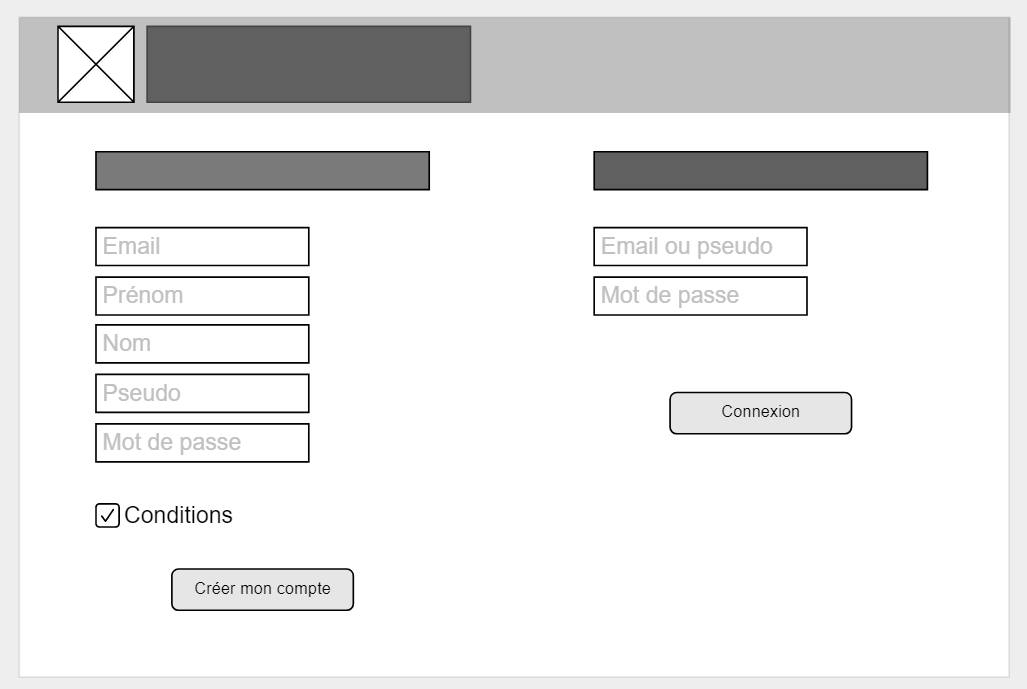 Email
Prénom
Nom
Pseudo
Mot de passe
Conditions
Créer mon compte
Email ou pseudo
Mot de passe
Connexion